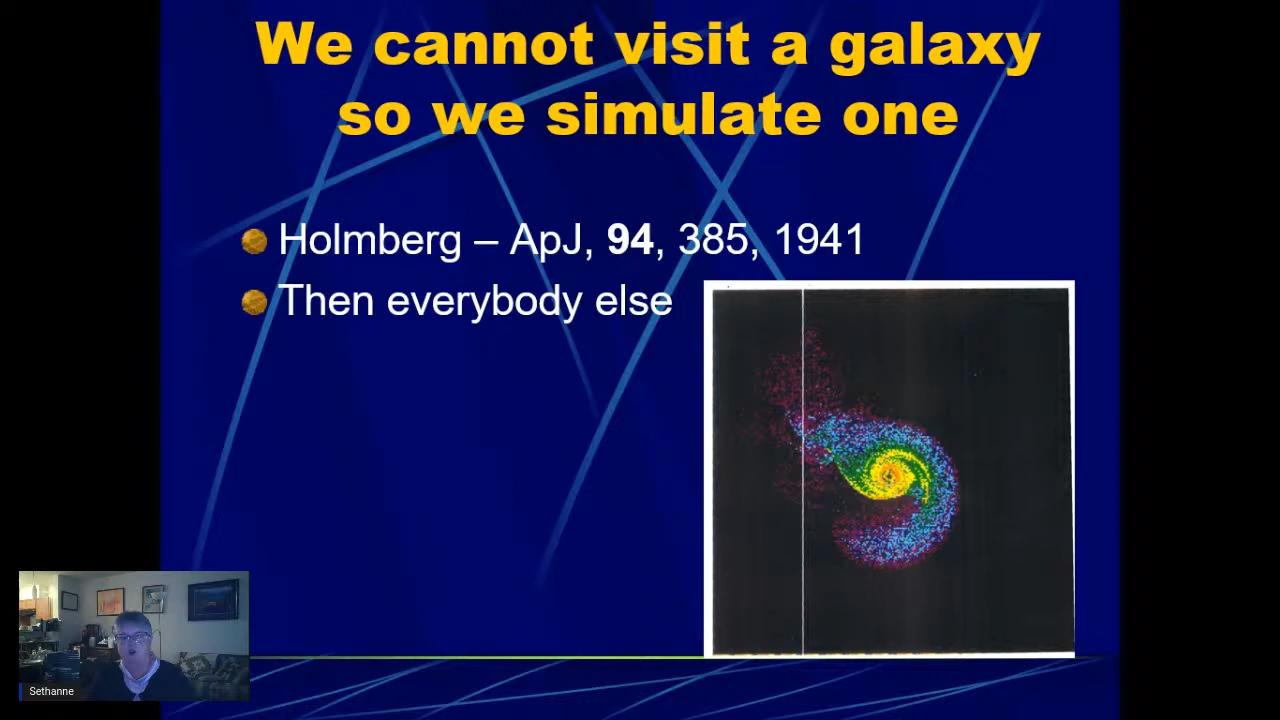 We cannot visit a galaxy
so we simulate one
Holmberg – ApJ, 94, 385, 1941
Then everybody else
Sethanne